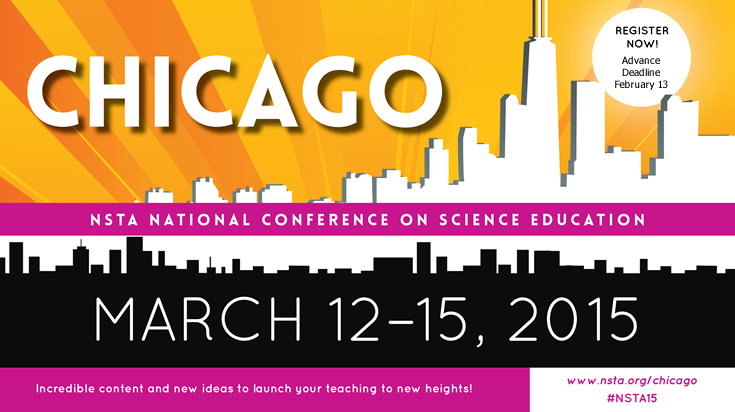 CHICAGO
REGISTER
NOW!
Advance
Deadline
February 13
NSTA NATIONAL CONFERENCE ON SCIENCE EDUCATION
MARCH 12–15, 2015
Incredible content and new ideas to launch your teaching to new heights!
www.nsta.org/chicago
#NSTA15